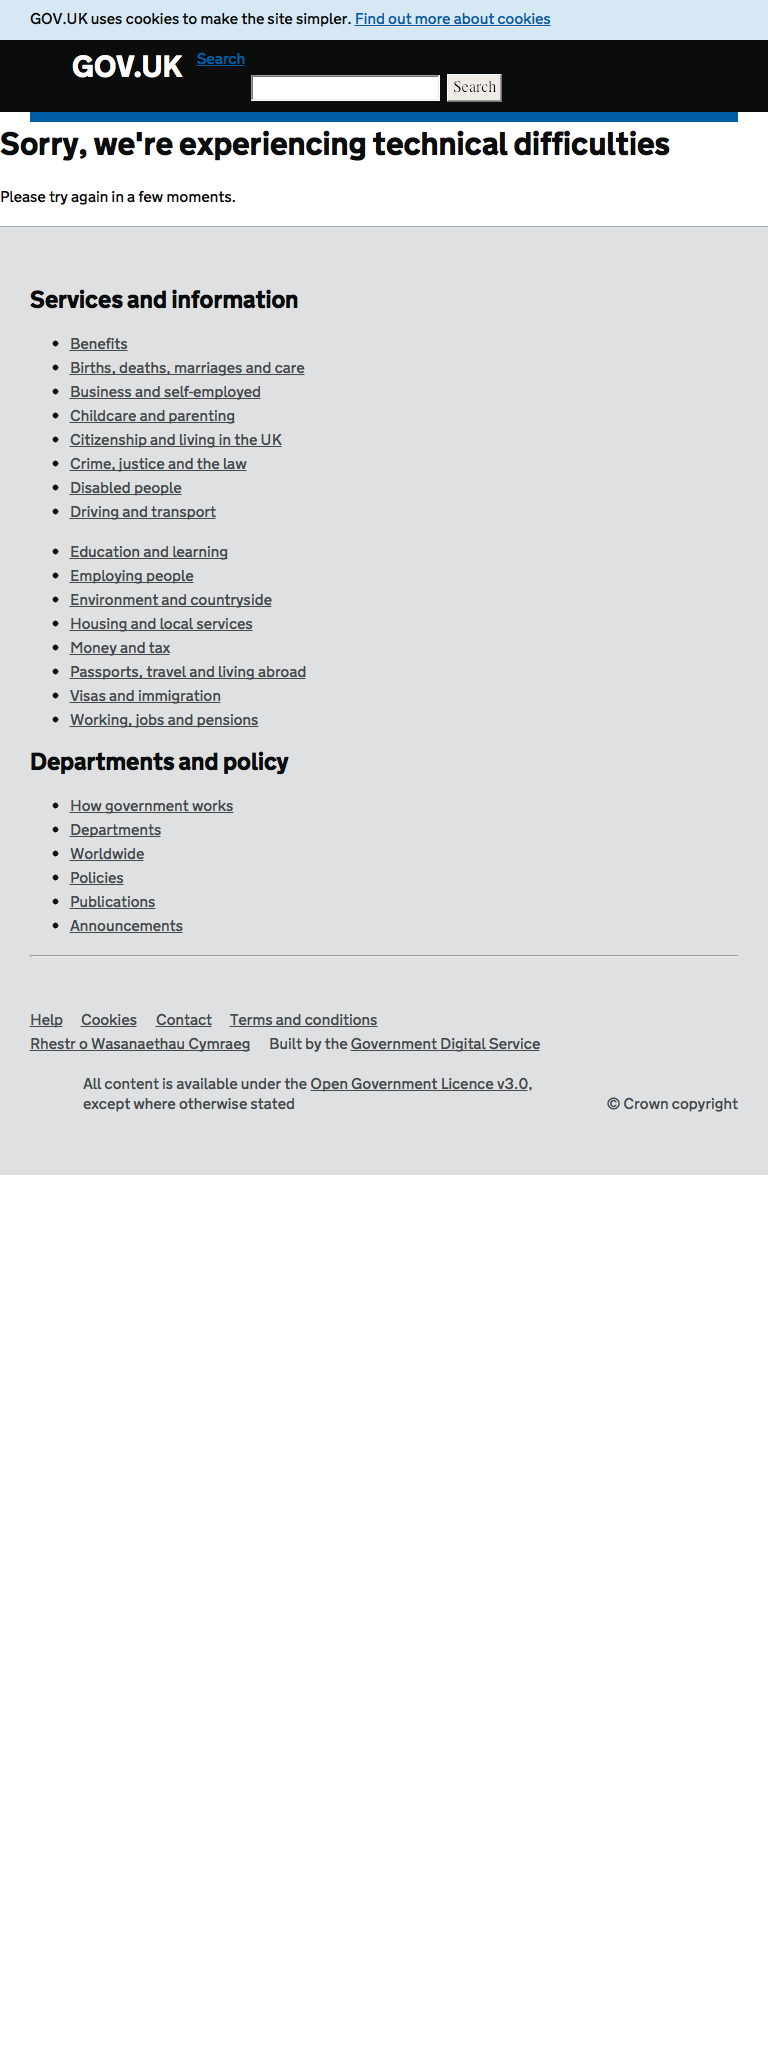 GOV.UK uses cookies to make the site simpler. Find out more about cookies
GOV.UK
Search
Search
Sorry, we're experiencing technical difficulties
Please try again in a few moments.
Services and information
Benefits
Births, deaths, marriages and care
Business and self-employed
Childcare and parenting
Citizenship and living in the UK
Crime, justice and the law
Disabled people
Driving and transport
Education and learning
Employing people
Environment and countryside
Housing and local services
Money and tax
Passports, travel and living abroad
Visas and immigration
Working, jobs and pensions
Departments and policy
How government works
Departments
Worldwide
Policies
Publications
Announcements
Help Cookies Contact Terms and conditions
Rhestr o Wasanaethau Cymraeg Built by the Government Digital Service
All content is available under the Open Government Licence v3.0,
except where otherwise stated
© Crown copyright